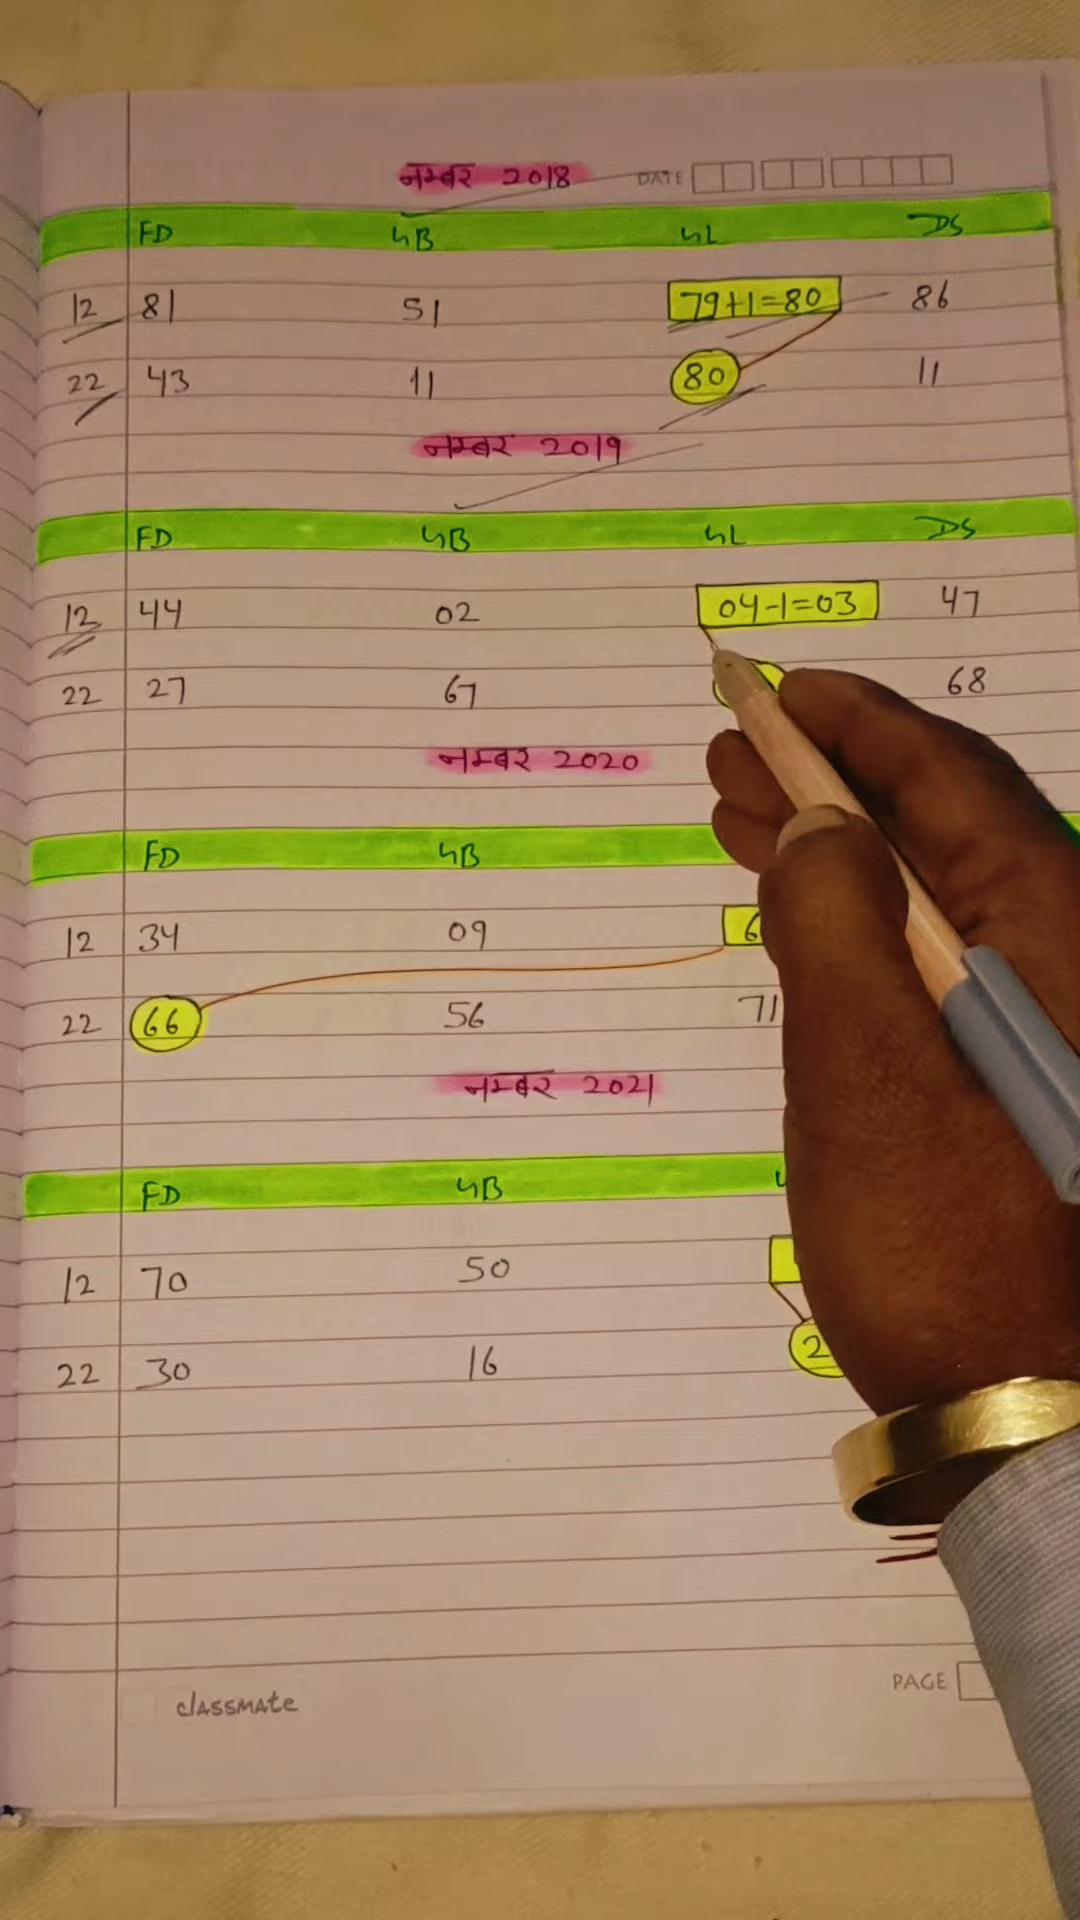 नम्बर 2018 DATE
FD GB GL DS
12 81 51 79+1=80 86
22 43 11 80 11
नम्बर 2019
FD GB GL DS
12 44 02 04-1=03 47
22 27 67 68
नम्बर 2020
FD GB
12 34 09 6
22 66 56 71
नम्बर 2021
FD GB
12 70 50
22 30 16 2
classmate PAGE